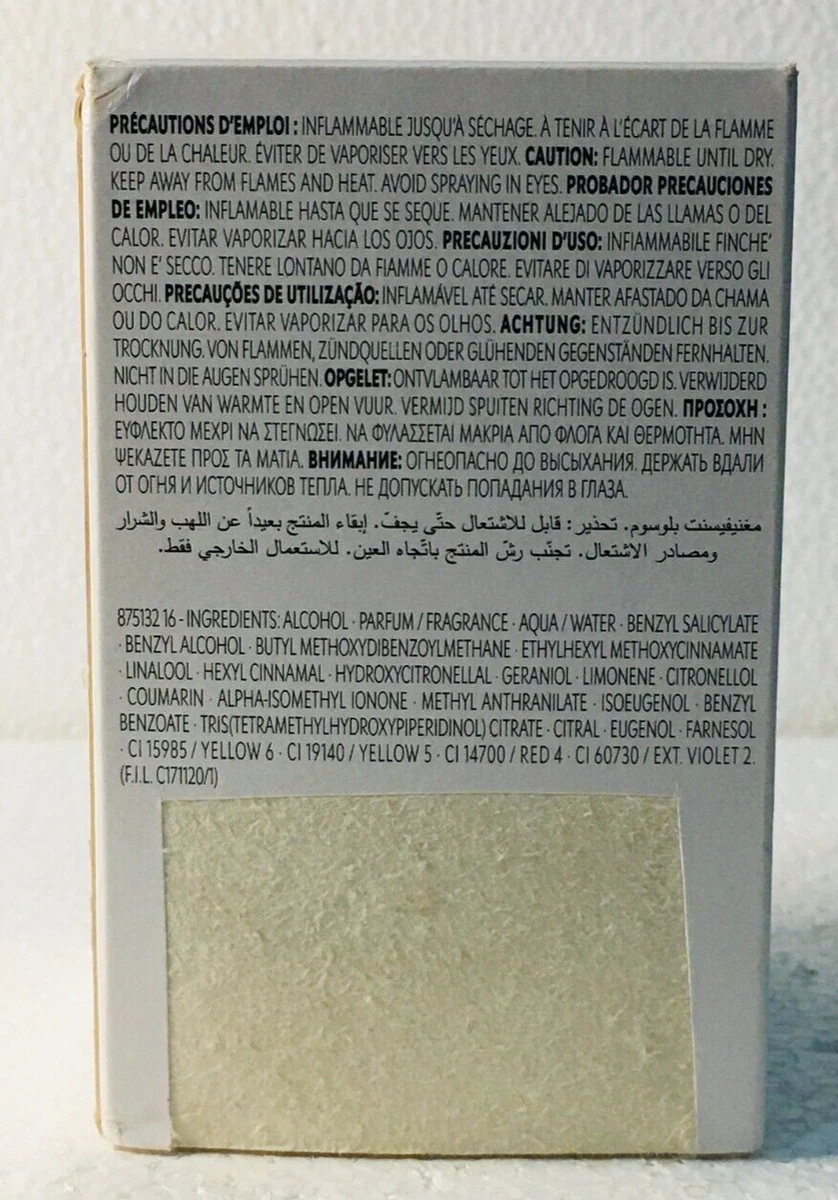 PRÉCAUTIONS D'EMPLOI : INFLAMMABLE JUSQU'À SÉCHAGE. À TENIR À L'ÉCART DE LA FLAMME
OU DE LA CHALEUR. ÉVITER DE VAPORISER VERS LES YEUX. CAUTION: FLAMMABLE UNTIL DRY.
KEEP AWAY FROM FLAMES AND HEAT. AVOID SPRAYING IN EYES. PROBADOR PRECAUCIONES
DE EMPLEO: INFLAMABLE HASTA QUE SE SEQUE. MANTENER ALEJADO DE LAS LLAMAS O DEL
CALOR. EVITAR VAPORIZAR HACIA LOS OJOS. PRECAUZIONI D'USO: INFIAMMABILE FINCHE'
NON E' SECCO. TENERE LONTANO DA FIAMME O CALORE. EVITARE DI VAPORIZZARE VERSO GLI
OCCHI. PRECAUÇÕES DE UTILIZAÇÃO: INFLAMÁVEL ATÉ SECAR. MANTER AFASTADO DA CHAMA
OU DO CALOR. EVITAR VAPORIZAR PARA OS OLHOS. ACHTUNG: ENTZÜNDLICH BIS ZUR
TROCKNUNG. VON FLAMMEN, ZÜNDQUELLEN ODER GLÜHENDEN GEGENSTÄNDEN FERNHALTEN.
NICHT IN DIE AUGEN SPRÜHEN. OPGELET: ONTVLAMBAAR TOT HET OPGEDROOGD IS. VERWIJDERD
HOUDEN VAN WARMTE EN OPEN VUUR. VERMIJD SPUITEN RICHTING DE OGEN. ΠΡΟΣΟΧΗ :
ΕΥΦΛΕΚΤΟ ΜΕΧΡΙ ΝΑ ΣΤΕΓΝΩΣΕΙ. ΝΑ ΦΥΛΑΣΣΕΤΑΙ ΜΑΚΡΙΑ ΑΠΟ ΦΛΟΓΑ ΚΑΙ ΘΕΡΜΟΤΗΤΑ. ΜΗΝ
ΨΕΚΑΖΕΤΕ ΠΡΟΣ ΤΑ ΜΑΤΙΑ. ВНИМАНИЕ: ОГНЕОПАСНО ДО ВЫСЫХАНИЯ. ДЕРЖАТЬ ВДАЛИ
ОТ ОГНЯ И ИСТОЧНИКОВ ТЕПЛА. НЕ ДОПУСКАТЬ ПОПАДАНИЯ В ГЛАЗА.
مغنيفيسنت بلوسوم. تحذير: قابل للاشتعال حتّى يجفّ. إبقاء المنتج بعيداً عن اللهب والشرار
ومصادر الاشتعال. تجنّب رشّ المنتج باتّجاه العين. للاستعمال الخارجي فقط.
875132 16 - INGREDIENTS: ALCOHOL · PARFUM / FRAGRANCE · AQUA / WATER · BENZYL SALICYLATE
· BENZYL ALCOHOL · BUTYL METHOXYDIBENZOYLMETHANE · ETHYLHEXYL METHOXYCINNAMATE
· LINALOOL · HEXYL CINNAMAL · HYDROXYCITRONELLAL · GERANIOL · LIMONENE · CITRONELLOL
· COUMARIN · ALPHA-ISOMETHYL IONONE · METHYL ANTHRANILATE · ISOEUGENOL · BENZYL
BENZOATE · TRIS(TETRAMETHYLHYDROXYPIPERIDINOL) CITRATE · CITRAL · EUGENOL · FARNESOL
· CI 15985 / YELLOW 6 · CI 19140 / YELLOW 5 · CI 14700 / RED 4 · CI 60730 / EXT. VIOLET 2.
(F.I.L. C171120/1)